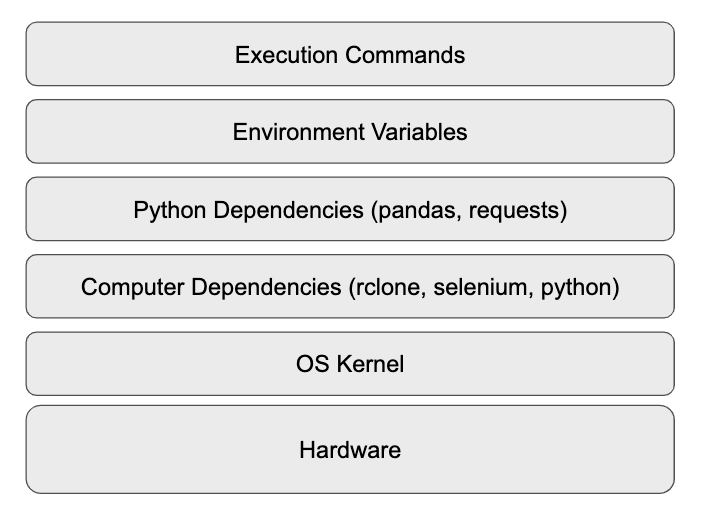 Execution Commands
Environment Variables
Python Dependencies (pandas, requests)
Computer Dependencies (rclone, selenium, python)
OS Kernel
Hardware